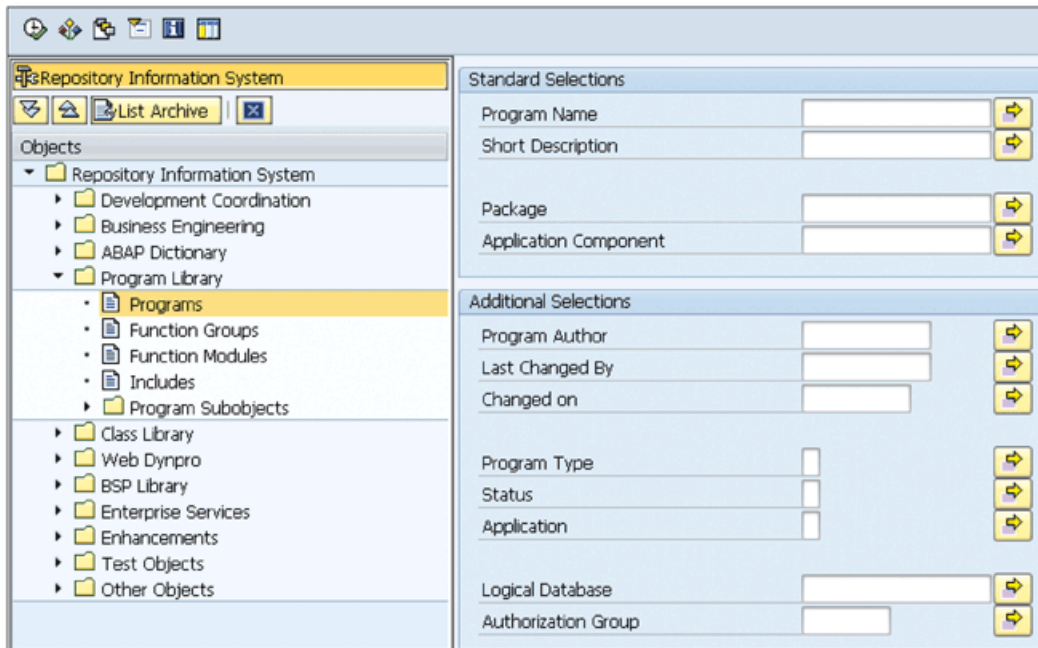 Repository Information System
List Archive
Objects
Repository Information System
Development Coordination
Business Engineering
ABAP Dictionary
Program Library
Programs
Function Groups
Function Modules
Includes
Program Subobjects
Class Library
Web Dynpro
BSP Library
Enterprise Services
Enhancements
Test Objects
Other Objects
Standard Selections
Program Name
Short Description
Package
Application Component
Additional Selections
Program Author
Last Changed By
Changed on
Program Type
Status
Application
Logical Database
Authorization Group